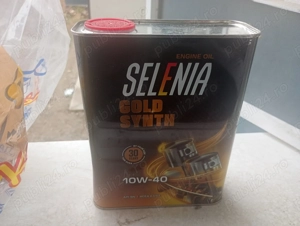 ENGINE OIL
SELENIA
GOLD
SYNTH
10W-40